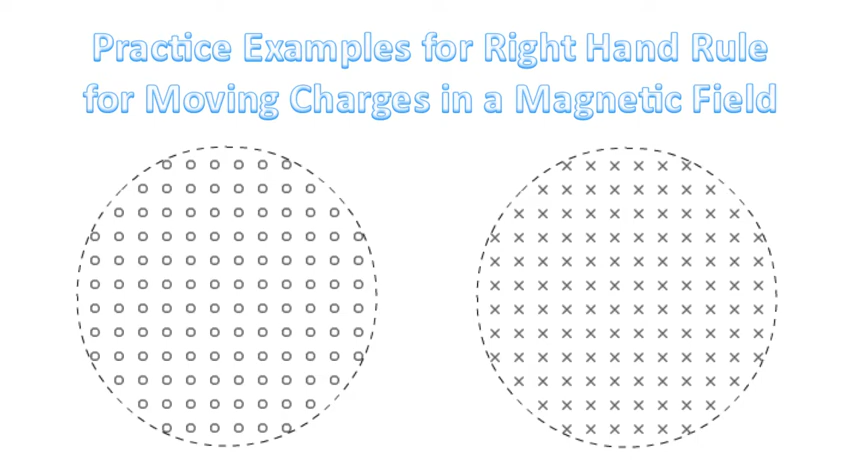 Practice Examples for Right Hand Rule
for Moving Charges in a Magnetic Field